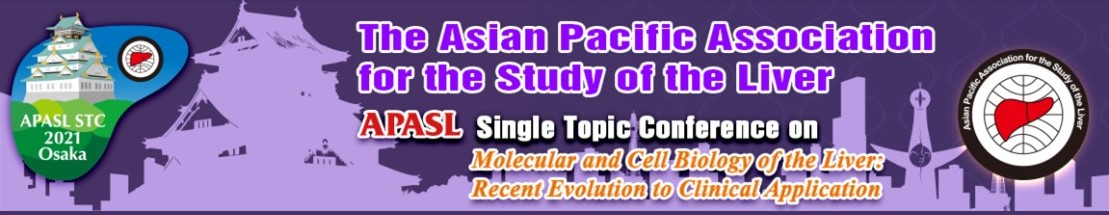 APASL STC
2021
Osaka
The Asian Pacific Association
for the Study of the Liver
APASL Single Topic Conference on
Molecular and Cell Biology of the Liver:
Recent Evolution to Clinical Application
Asian Pacific Association for the Study of the Liver